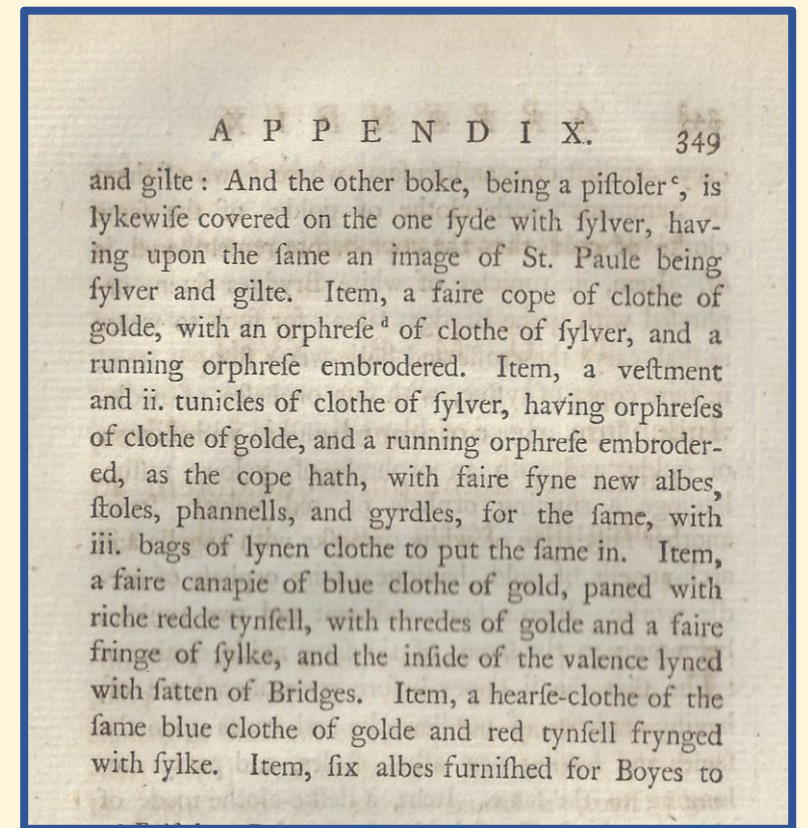 A P P E N D I X. 349
and gilte : And the other boke, being a piſtoler ᶜ, is
lykewiſe covered on the one ſyde with ſylver, hav-
ing upon the ſame an image of St. Paule being
ſylver and gilte. Item, a faire cope of clothe of
golde, with an orphreſe ᵈ of clothe of ſylver, and a
running orphreſe embrodered. Item, a veſtment
and ii. tunicles of clothe of ſylver, having orphreſes
of clothe of golde, and a running orphreſe embroder-
ed, as the cope hath, with faire fyne new albes,
ſtoles, phannells, and gyrdles, for the ſame, with
iii. bags of lynen clothe to put the ſame in. Item,
a faire canapie of blue clothe of gold, paned with
riche redde tynſell, with thredes of golde and a faire
fringe of ſylke, and the inſide of the valence lyned
with ſatten of Bridges. Item, a hearſe-clothe of the
ſame blue clothe of golde and red tynſell frynged
with ſylke. Item, ſix albes furniſhed for Boyes to